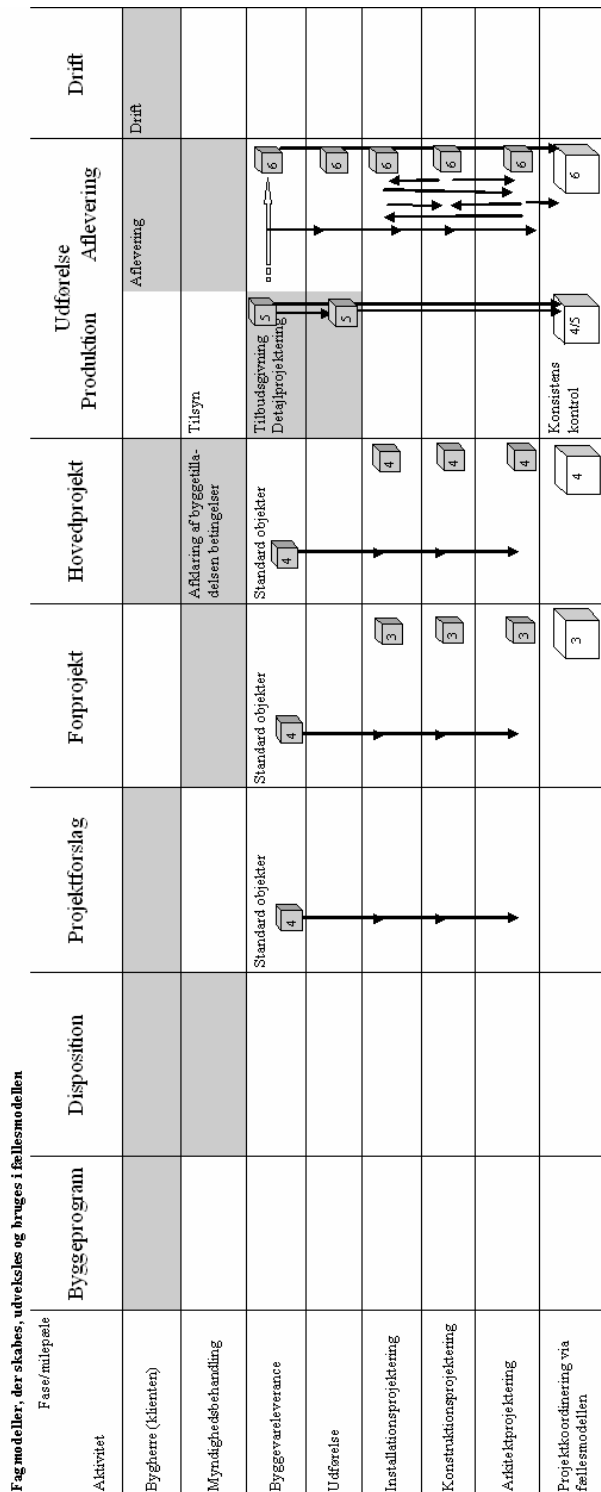 Fagmodeller, der skabes, udveksles og bruges i fællesmodellen
Fase/milepæle
Aktivitet
Byggeprogram
Disposition
Projektforslag
Forprojekt
Hovedprojekt
Udførelse
Produktion
Aflevering
Drift
Bygherre (klienten)
Aflevering
Drift
Myndighedsbehandling
Afklaring af byggetilla-
delsen betingelser
Tilsyn
Byggevareleverance
Standard objekter
4
Standard objekter
4
Standard objekter
4
Tilbudsgivning
Detajlprojektering
5
6
Udførelse
5
6
Installationsprojektering
3
4
6
Konstruktionsprojektering
3
4
6
Arkitektprojektering
3
4
6
Projektkoordinering via
fællesmodellen
3
4
Konsistens
kontrol
4/5
6